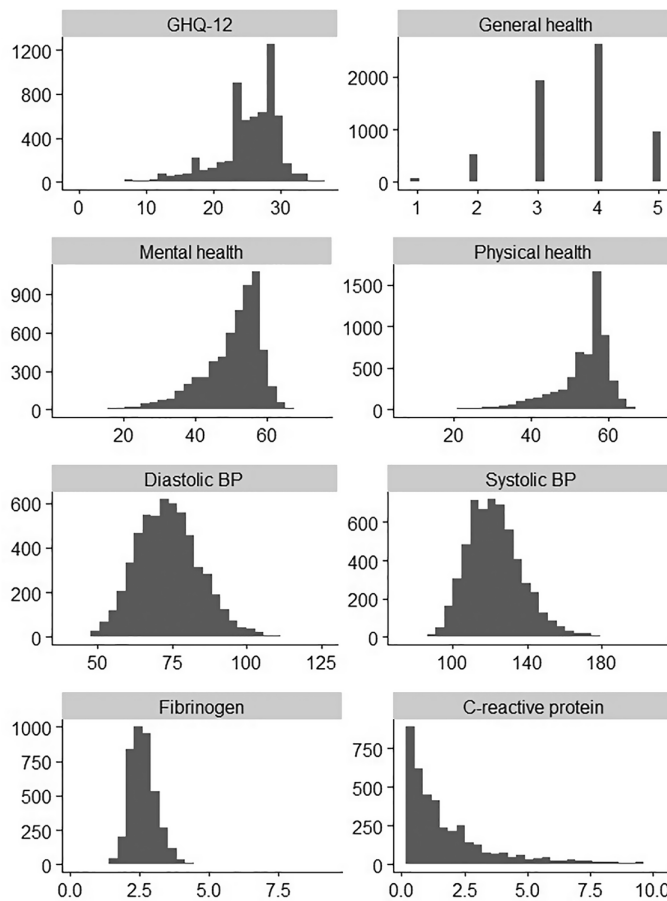 GHQ-12
General health
1200
800
400
0
0 10 20 30
2000
1000
0
1 2 3 4 5
Mental health
Physical health
900
600
300
0
20 40 60
1500
1000
500
0
20 40 60
Diastolic BP
Systolic BP
600
400
200
0
50 75 100 125
600
400
200
0
100 140 180
Fibrinogen
C-reactive protein
1000
750
500
250
0
0.0 2.5 5.0 7.5
750
500
250
0
0.0 2.5 5.0 7.5 10.0